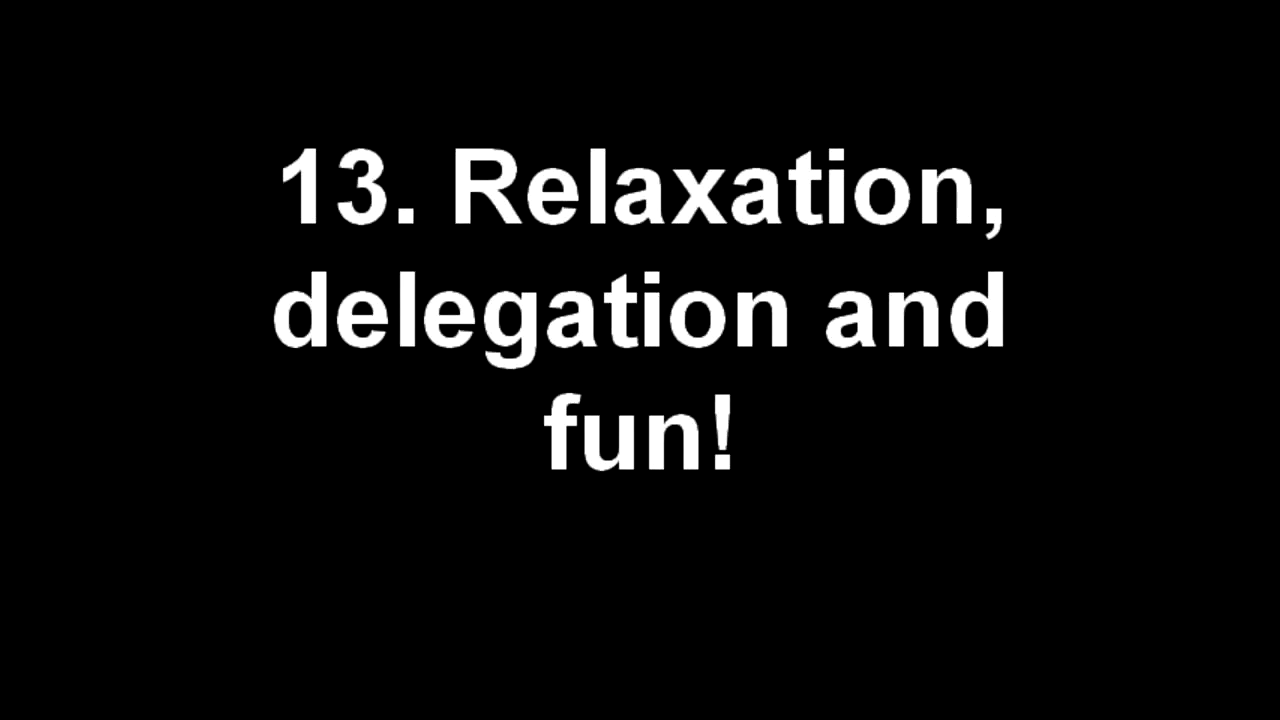 13. Relaxation,
delegation and
fun!